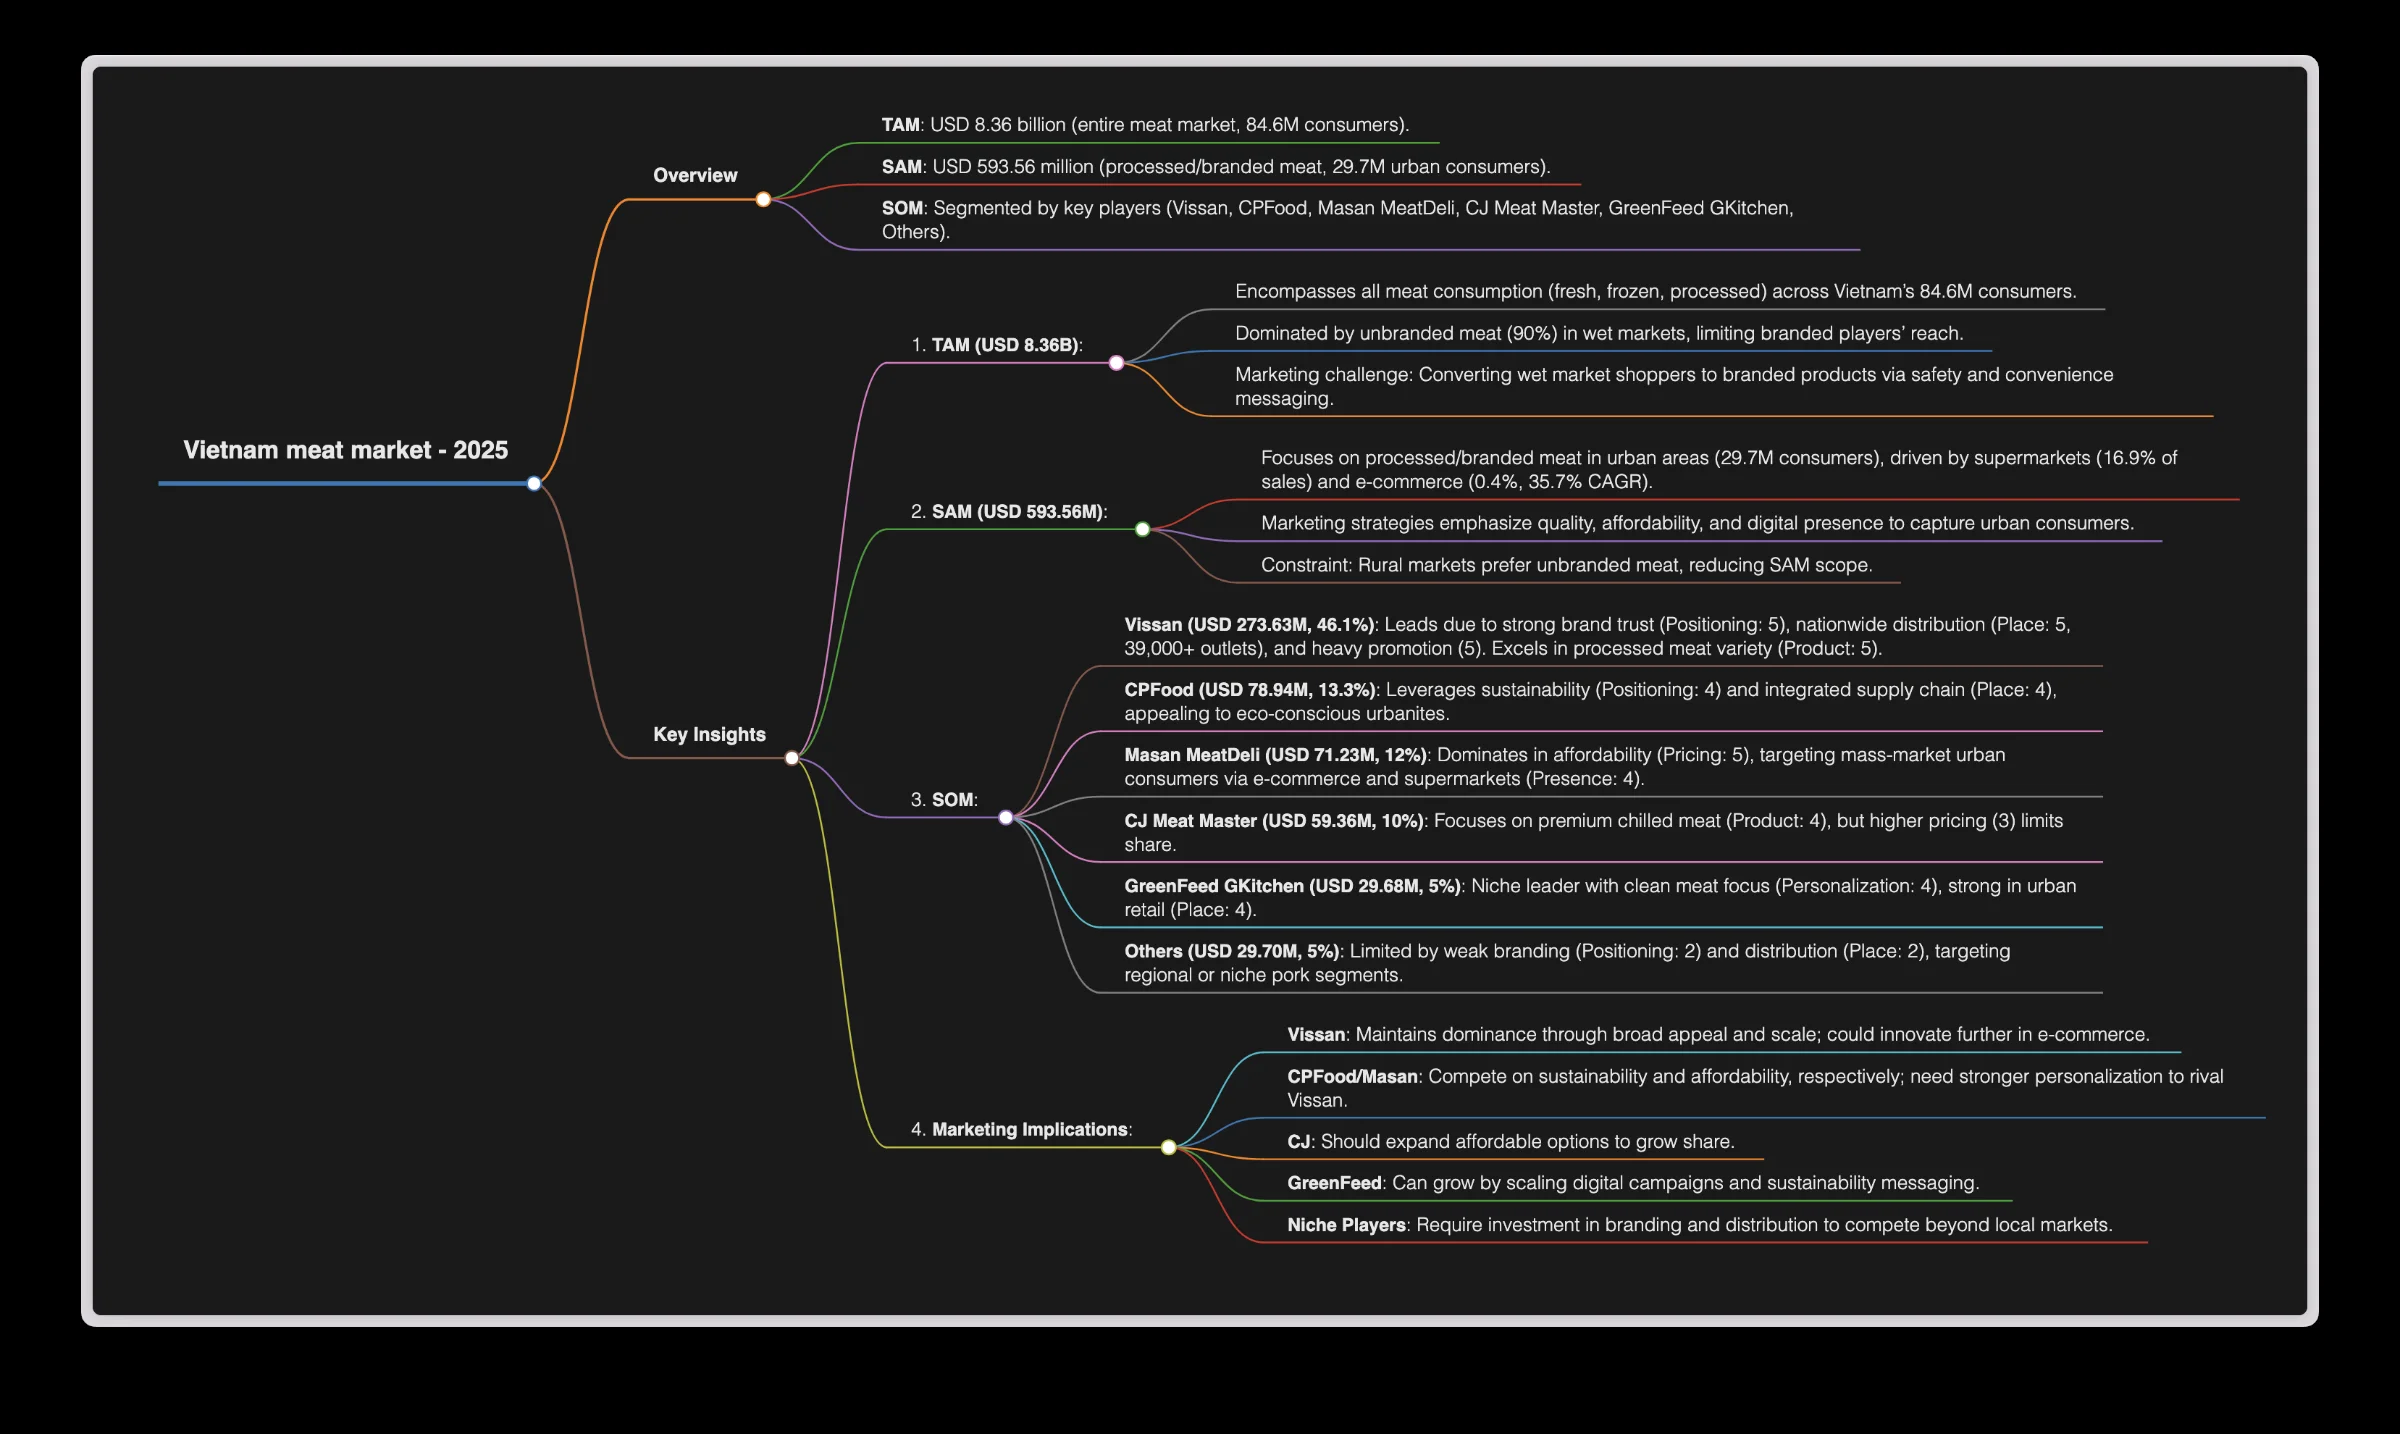 Vietnam meat market - 2025
Overview
TAM: USD 8.36 billion (entire meat market, 84.6M consumers).
SAM: USD 593.56 million (processed/branded meat, 29.7M urban consumers).
SOM: Segmented by key players (Vissan, CPFood, Masan MeatDeli, CJ Meat Master, GreenFeed GKitchen,
Others).
Key Insights
1. TAM (USD 8.36B):
Encompasses all meat consumption (fresh, frozen, processed) across Vietnam's 84.6M consumers.
Dominated by unbranded meat (90%) in wet markets, limiting branded players' reach.
Marketing challenge: Converting wet market shoppers to branded products via safety and convenience
messaging.
2. SAM (USD 593.56M):
Focuses on processed/branded meat in urban areas (29.7M consumers), driven by supermarkets (16.9% of
sales) and e-commerce (0.4%, 35.7% CAGR).
Marketing strategies emphasize quality, affordability, and digital presence to capture urban consumers.
Constraint: Rural markets prefer unbranded meat, reducing SAM scope.
3. SOM:
Vissan (USD 273.63M, 46.1%): Leads due to strong brand trust (Positioning: 5), nationwide distribution (Place: 5,
39,000+ outlets), and heavy promotion (5). Excels in processed meat variety (Product: 5).
CPFood (USD 78.94M, 13.3%): Leverages sustainability (Positioning: 4) and integrated supply chain (Place: 4),
appealing to eco-conscious urbanites.
Masan MeatDeli (USD 71.23M, 12%): Dominates in affordability (Pricing: 5), targeting mass-market urban
consumers via e-commerce and supermarkets (Presence: 4).
CJ Meat Master (USD 59.36M, 10%): Focuses on premium chilled meat (Product: 4), but higher pricing (3) limits
share.
GreenFeed GKitchen (USD 29.68M, 5%): Niche leader with clean meat focus (Personalization: 4), strong in urban
retail (Place: 4).
Others (USD 29.70M, 5%): Limited by weak branding (Positioning: 2) and distribution (Place: 2), targeting
regional or niche pork segments.
4. Marketing Implications:
Vissan: Maintains dominance through broad appeal and scale; could innovate further in e-commerce.
CPFood/Masan: Compete on sustainability and affordability, respectively; need stronger personalization to rival
Vissan.
CJ: Should expand affordable options to grow share.
GreenFeed: Can grow by scaling digital campaigns and sustainability messaging.
Niche Players: Require investment in branding and distribution to compete beyond local markets.